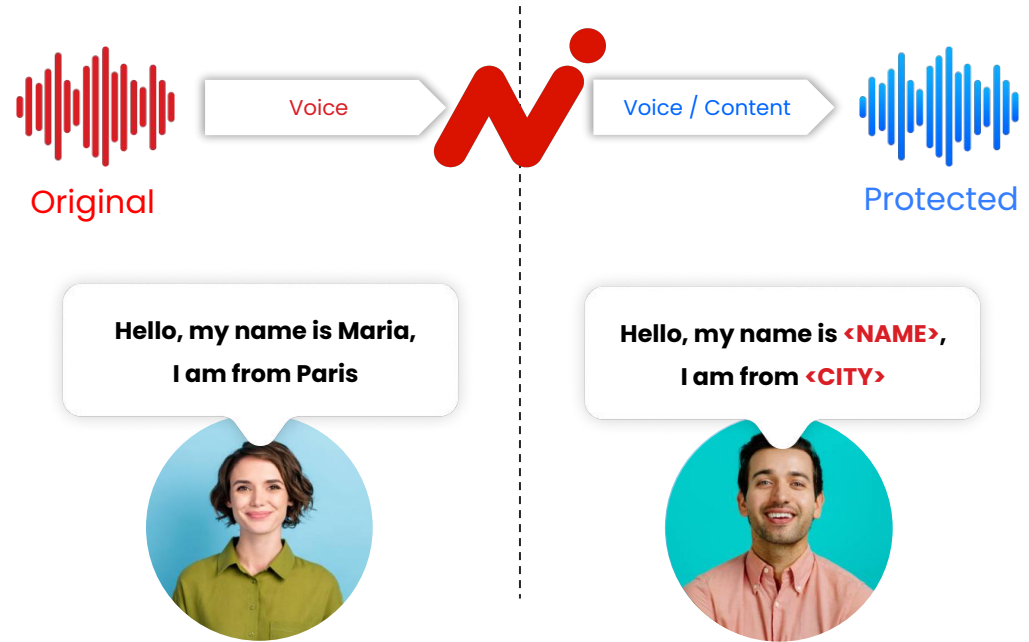 Voice
Voice / Content
Original
Protected
Hello, my name is Maria,
I am from Paris
Hello, my name is <NAME>,
I am from <CITY>